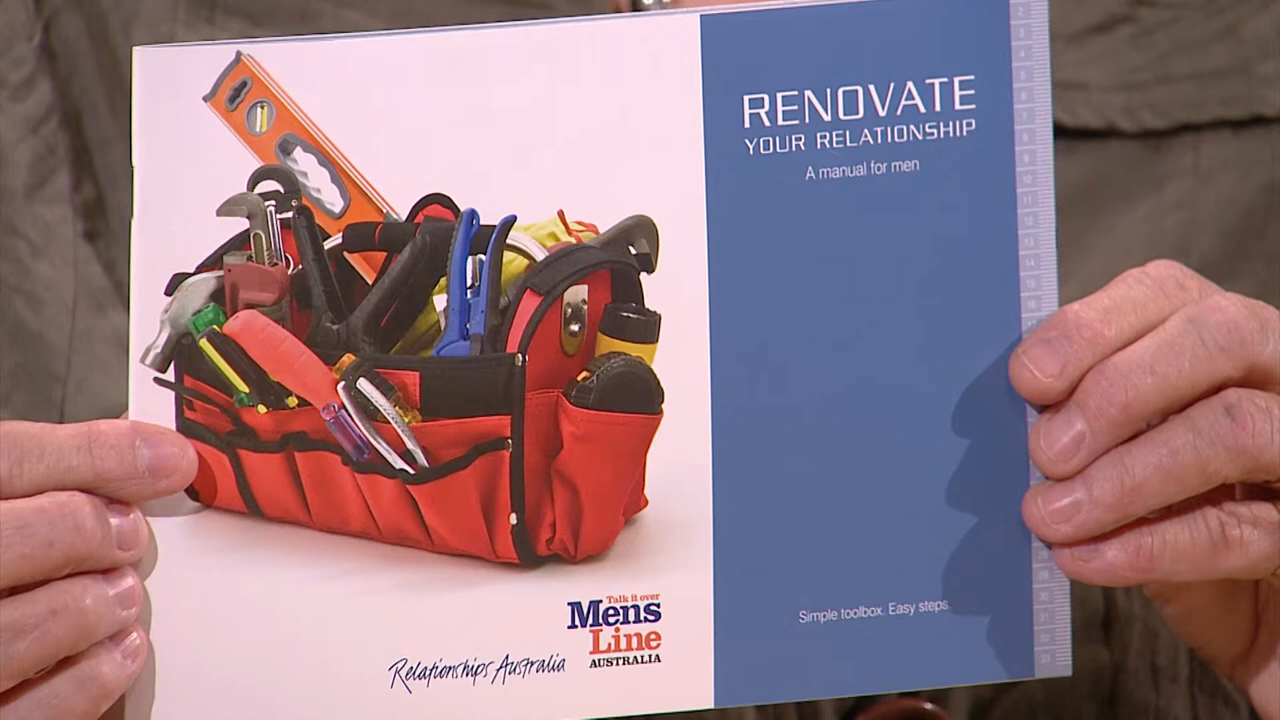 RENOVATE
YOUR RELATIONSHIP
A manual for men
Simple toolbox. Easy steps.
Talk it over
Mens
Line
AUSTRALIA
Relationships Australia